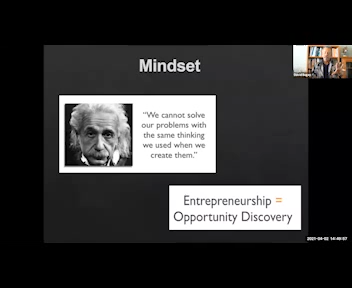 Mindset
“We cannot solve
our problems with
the same thinking
we used when we
create them.”
Entrepreneurship =
Opportunity Discovery
2021-04-02 14:49:57